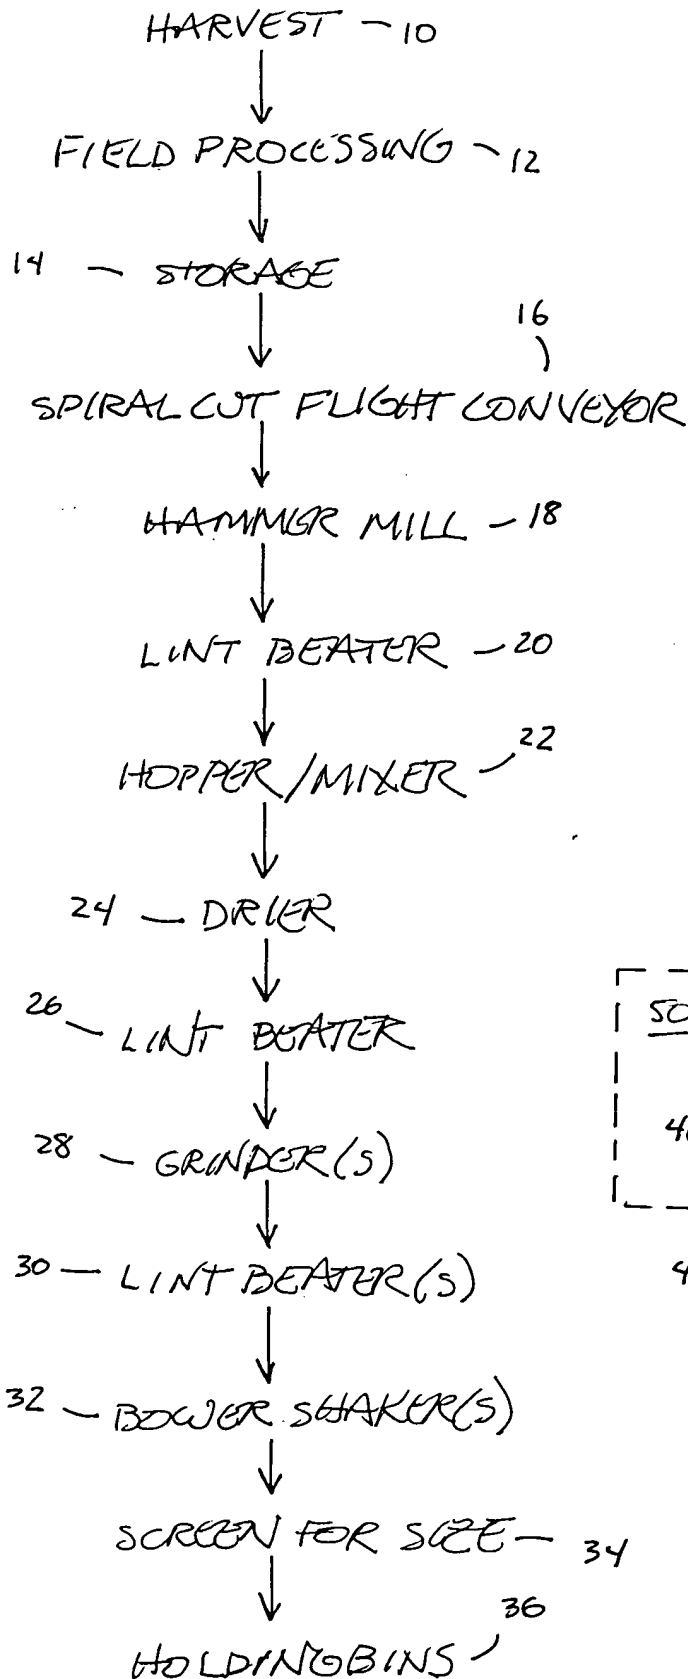 HARVEST 10
FIELD PROCESSING 12
14 STORAGE
16
SPIRAL CUT FLIGHT CONVEYOR
HAMMER MILL 18
LINT BEATER 20
HOPPER/MIXER 22
24 DRIER
26 LINT BEATER
50
28 GRINDER(S)
30 LINT BEATER(S)
32 BOWER SHAKER(S)
SCREEN FOR SIZE 34
36
HOLDING BINS